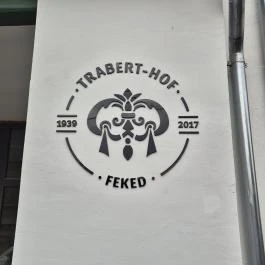 · TRABERT-HOF ·
1939 2017
· FEKED ·